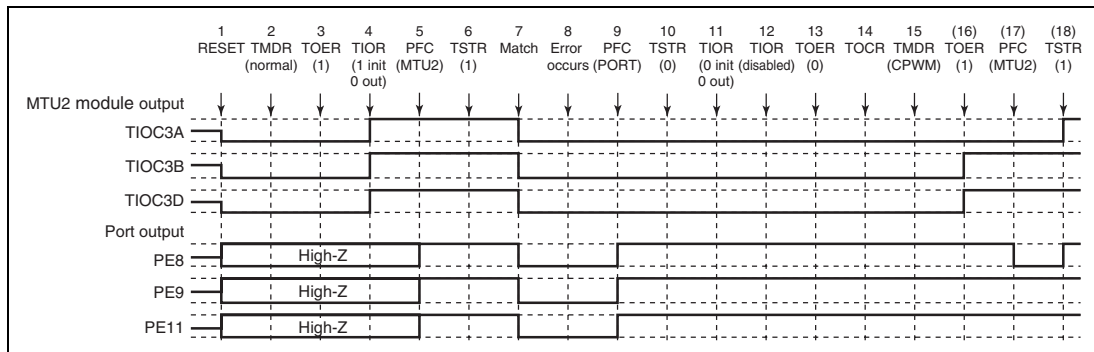 1 2 3 4 5 6 7 8 9 10 11 12 13 14 15 (16) (17) (18)
RESET TMDR TOER TIOR PFC TSTR Match Error PFC TSTR TIOR TIOR TOER TOCR TMDR TOER PFC TSTR
(normal) (1) (1 init (MTU2) (1) occurs (PORT) (0) (0 init (disabled) (0) (CPWM) (1) (MTU2) (1)
0 out) 0 out)
MTU2 module output
TIOC3A
TIOC3B
TIOC3D
Port output
PE8 High-Z
PE9 High-Z
PE11 High-Z